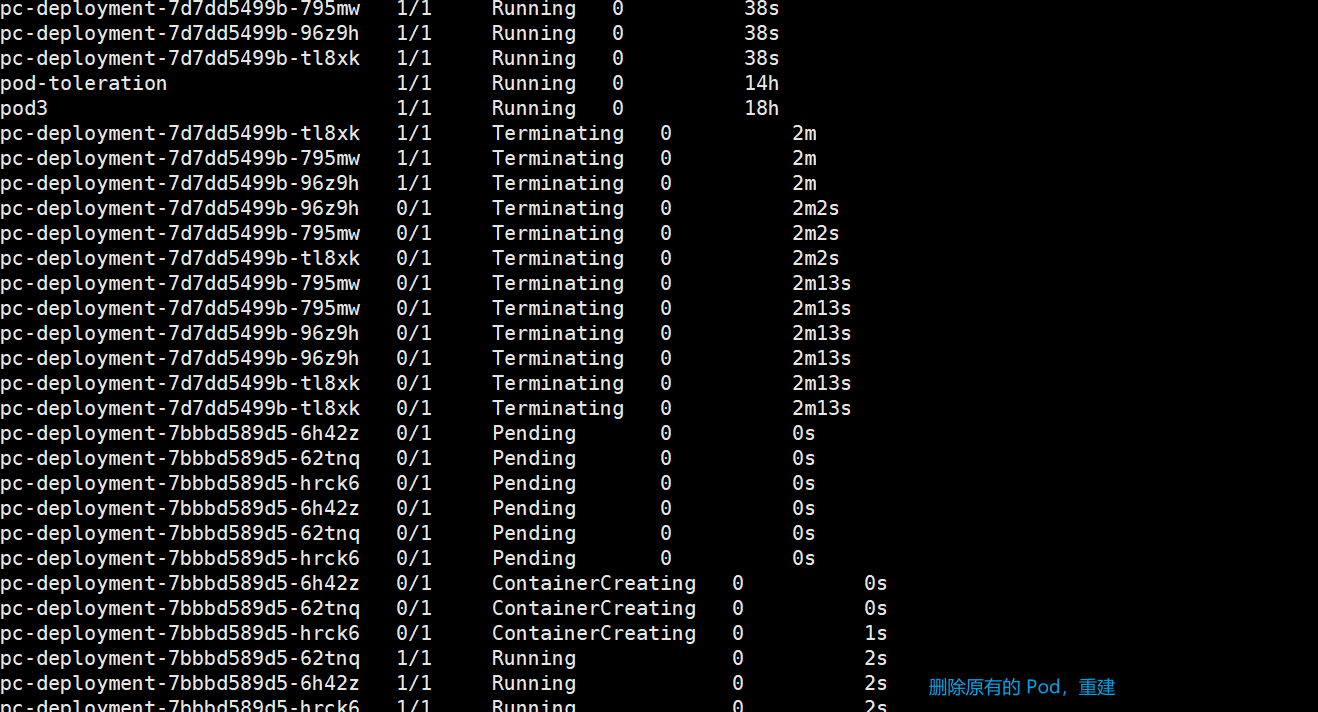 pc-deployment-7d7dd5499b-795mw   1/1     Running   0          38s
pc-deployment-7d7dd5499b-96z9h   1/1     Running   0          38s
pc-deployment-7d7dd5499b-tl8xk   1/1     Running   0          38s
pod-toleration                   1/1     Running   0          14h
pod3                             1/1     Running   0          18h
pc-deployment-7d7dd5499b-tl8xk   1/1     Terminating   0          2m
pc-deployment-7d7dd5499b-795mw   1/1     Terminating   0          2m
pc-deployment-7d7dd5499b-96z9h   1/1     Terminating   0          2m
pc-deployment-7d7dd5499b-96z9h   0/1     Terminating   0          2m2s
pc-deployment-7d7dd5499b-795mw   0/1     Terminating   0          2m2s
pc-deployment-7d7dd5499b-tl8xk   0/1     Terminating   0          2m2s
pc-deployment-7d7dd5499b-795mw   0/1     Terminating   0          2m13s
pc-deployment-7d7dd5499b-795mw   0/1     Terminating   0          2m13s
pc-deployment-7d7dd5499b-96z9h   0/1     Terminating   0          2m13s
pc-deployment-7d7dd5499b-96z9h   0/1     Terminating   0          2m13s
pc-deployment-7d7dd5499b-tl8xk   0/1     Terminating   0          2m13s
pc-deployment-7d7dd5499b-tl8xk   0/1     Terminating   0          2m13s
pc-deployment-7bbbd589d5-6h42z   0/1     Pending       0          0s
pc-deployment-7bbbd589d5-62tnq   0/1     Pending       0          0s
pc-deployment-7bbbd589d5-hrck6   0/1     Pending       0          0s
pc-deployment-7bbbd589d5-6h42z   0/1     Pending       0          0s
pc-deployment-7bbbd589d5-62tnq   0/1     Pending       0          0s
pc-deployment-7bbbd589d5-hrck6   0/1     Pending       0          0s
pc-deployment-7bbbd589d5-6h42z   0/1     ContainerCreating   0          0s
pc-deployment-7bbbd589d5-62tnq   0/1     ContainerCreating   0          0s
pc-deployment-7bbbd589d5-hrck6   0/1     ContainerCreating   0          1s
pc-deployment-7bbbd589d5-62tnq   1/1     Running             0          2s
pc-deployment-7bbbd589d5-6h42z   1/1     Running             0          2s 删除原有的 Pod，重建
pc-deployment-7bbbd589d5-hrck6   1/1     Running             0          2s